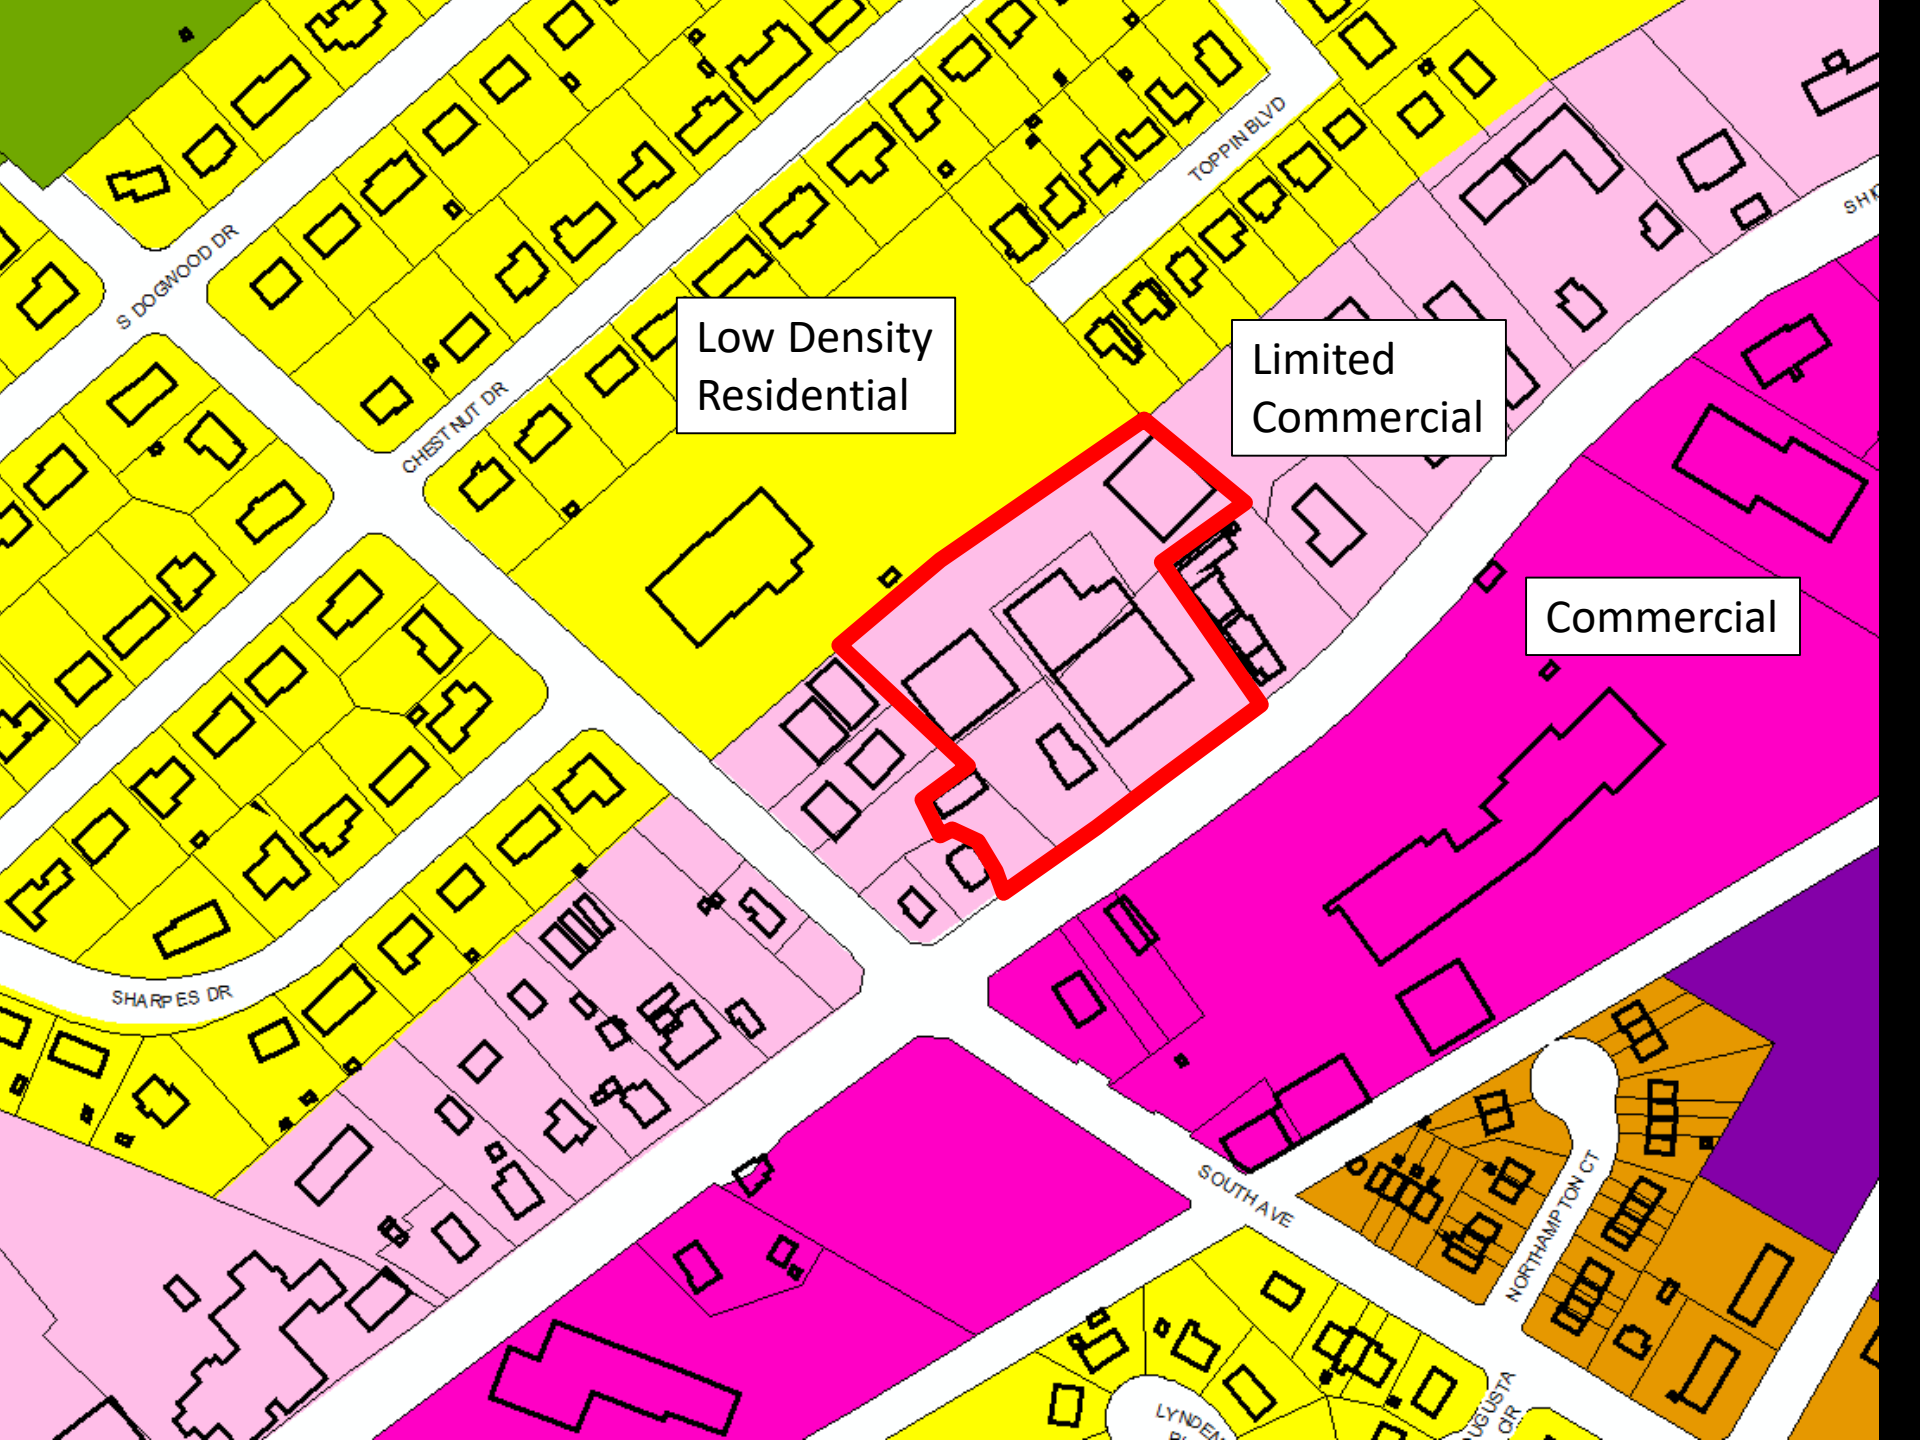 TOPPIN BLVD
S DOGWOOD DR
Low Density
Residential
Limited
Commercial
CHESTNUT DR
Commercial
SHARPES DR
SOUTH AVE
NORTHAMPTON CT